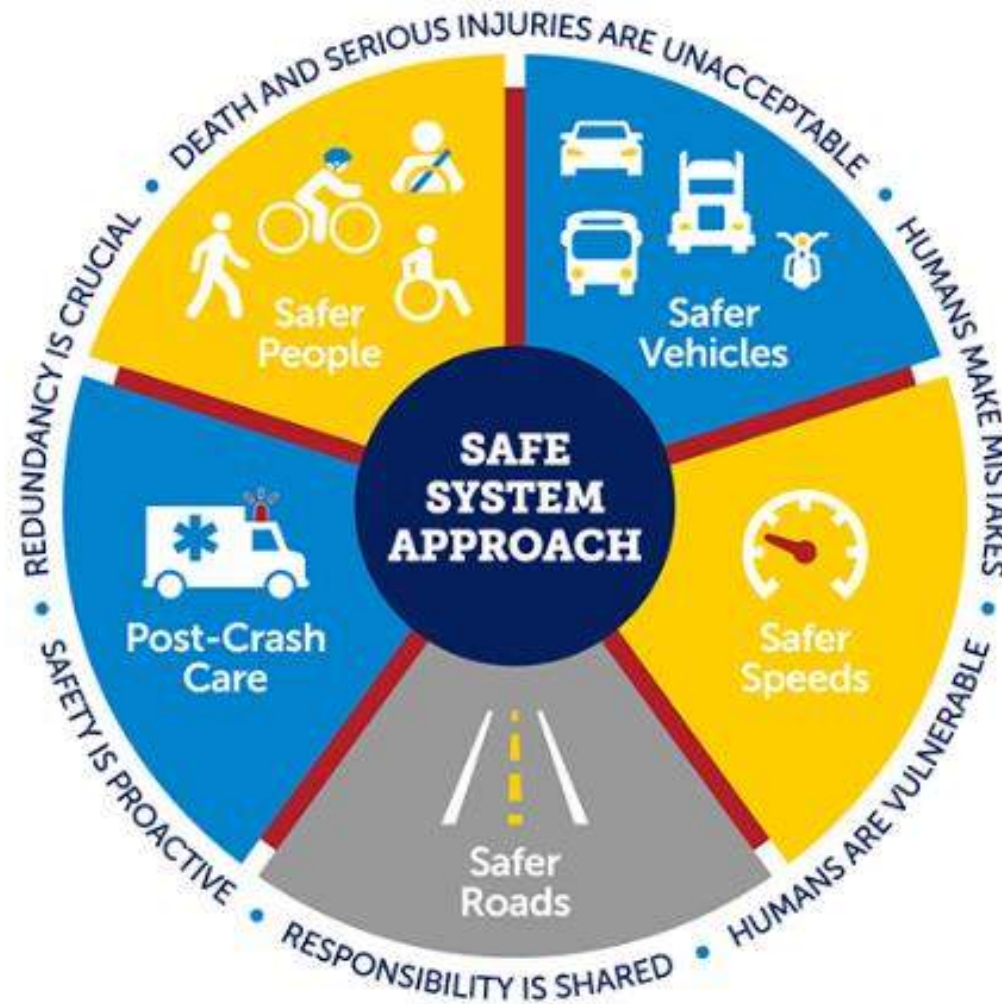 DEATH AND SERIOUS INJURIES ARE UNACCEPTABLE
HUMANS MAKE MISTAKES
HUMANS ARE VULNERABLE
RESPONSIBILITY IS SHARED
SAFETY IS PROACTIVE
REDUNDANCY IS CRUCIAL
Safer
People
Safer
Vehicles
SAFE
SYSTEM
APPROACH
Safer
Speeds
Safer
Roads
Post-Crash
Care